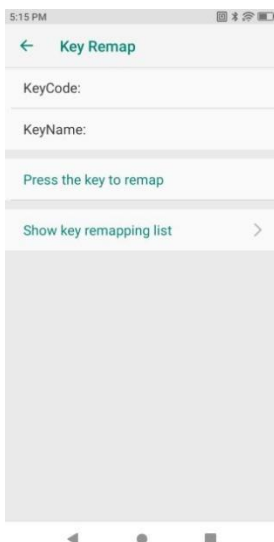 5:15 PM
Key Remap
KeyCode:
KeyName:
Press the key to remap
Show key remapping list